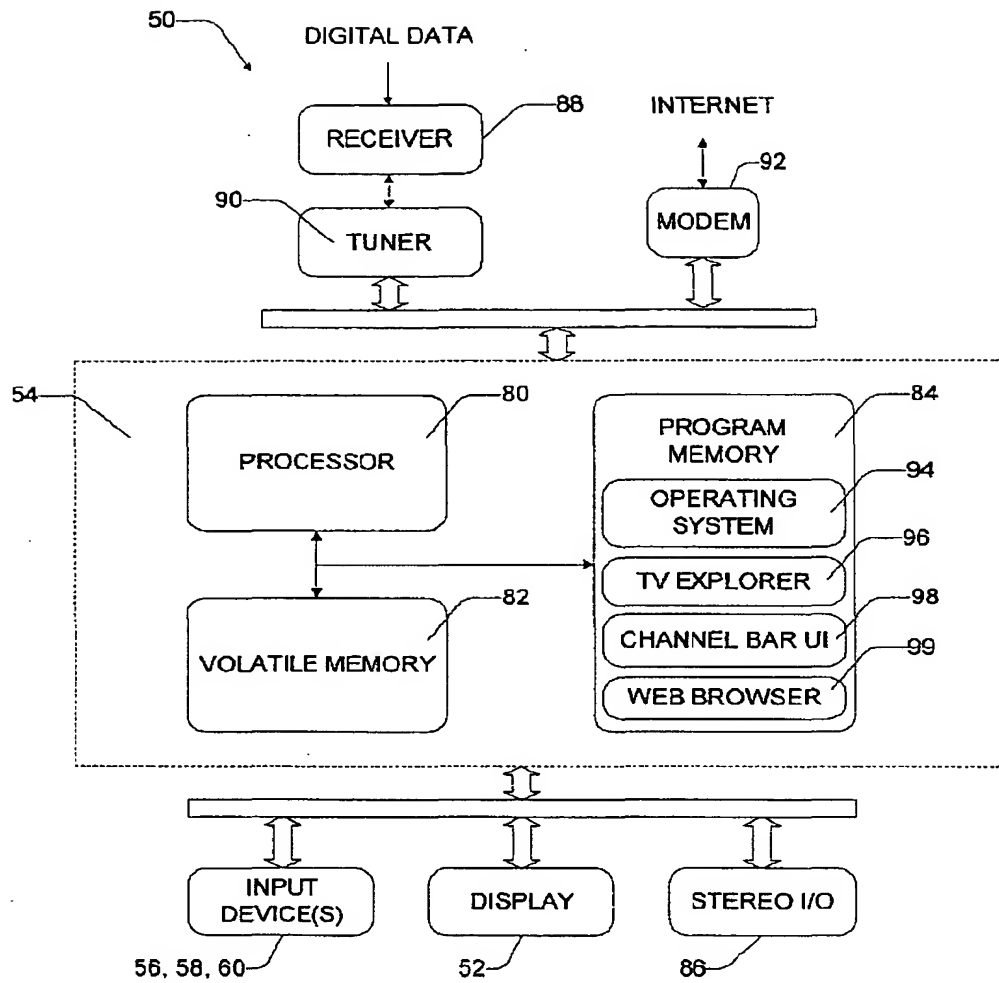 50
DIGITAL DATA
RECEIVER
88
INTERNET
92
90
TUNER
MODEM
54
80
84
PROCESSOR
PROGRAM
MEMORY
94
OPERATING
SYSTEM
96
TV EXPLORER
82
98
VOLATILE MEMORY
CHANNEL BAR UI
99
WEB BROWSER
INPUT
DEVICE(S)
DISPLAY
STEREO I/O
56, 58, 60
52
86